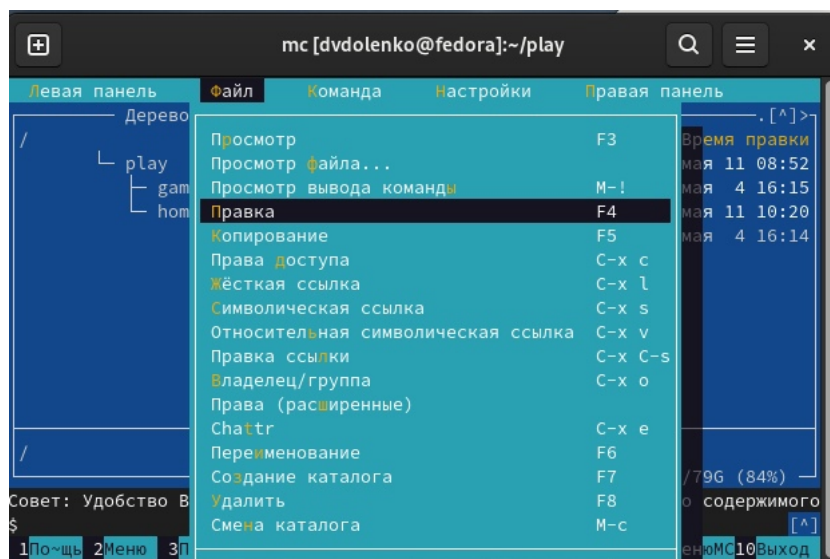 mc [dvdolenko@fedora]:~/play
Левая панель Файл Команда Настройки Правая панель
Дерево .[^]>
/ Просмотр F3 Время правки
play Просмотр файла... мая 11 08:52
gam Просмотр вывода команды M-! мая 4 16:15
hom Правка F4 мая 11 10:20
Копирование F5 мая 4 16:14
Права доступа C-x c
Жёсткая ссылка C-x l
Символическая ссылка C-x s
Относительная символическая ссылка C-x v
Правка ссылки C-x C-s
Владелец/группа C-x o
Права (расширенные)
Chattr C-x e
/ Переименование F6
Создание каталога F7 /79G (84%)
Совет: Удобство В Удалить F8 о содержимого
$ Смена каталога M-c [^]
1По~щь 2Меню 3П енюМС10Выход